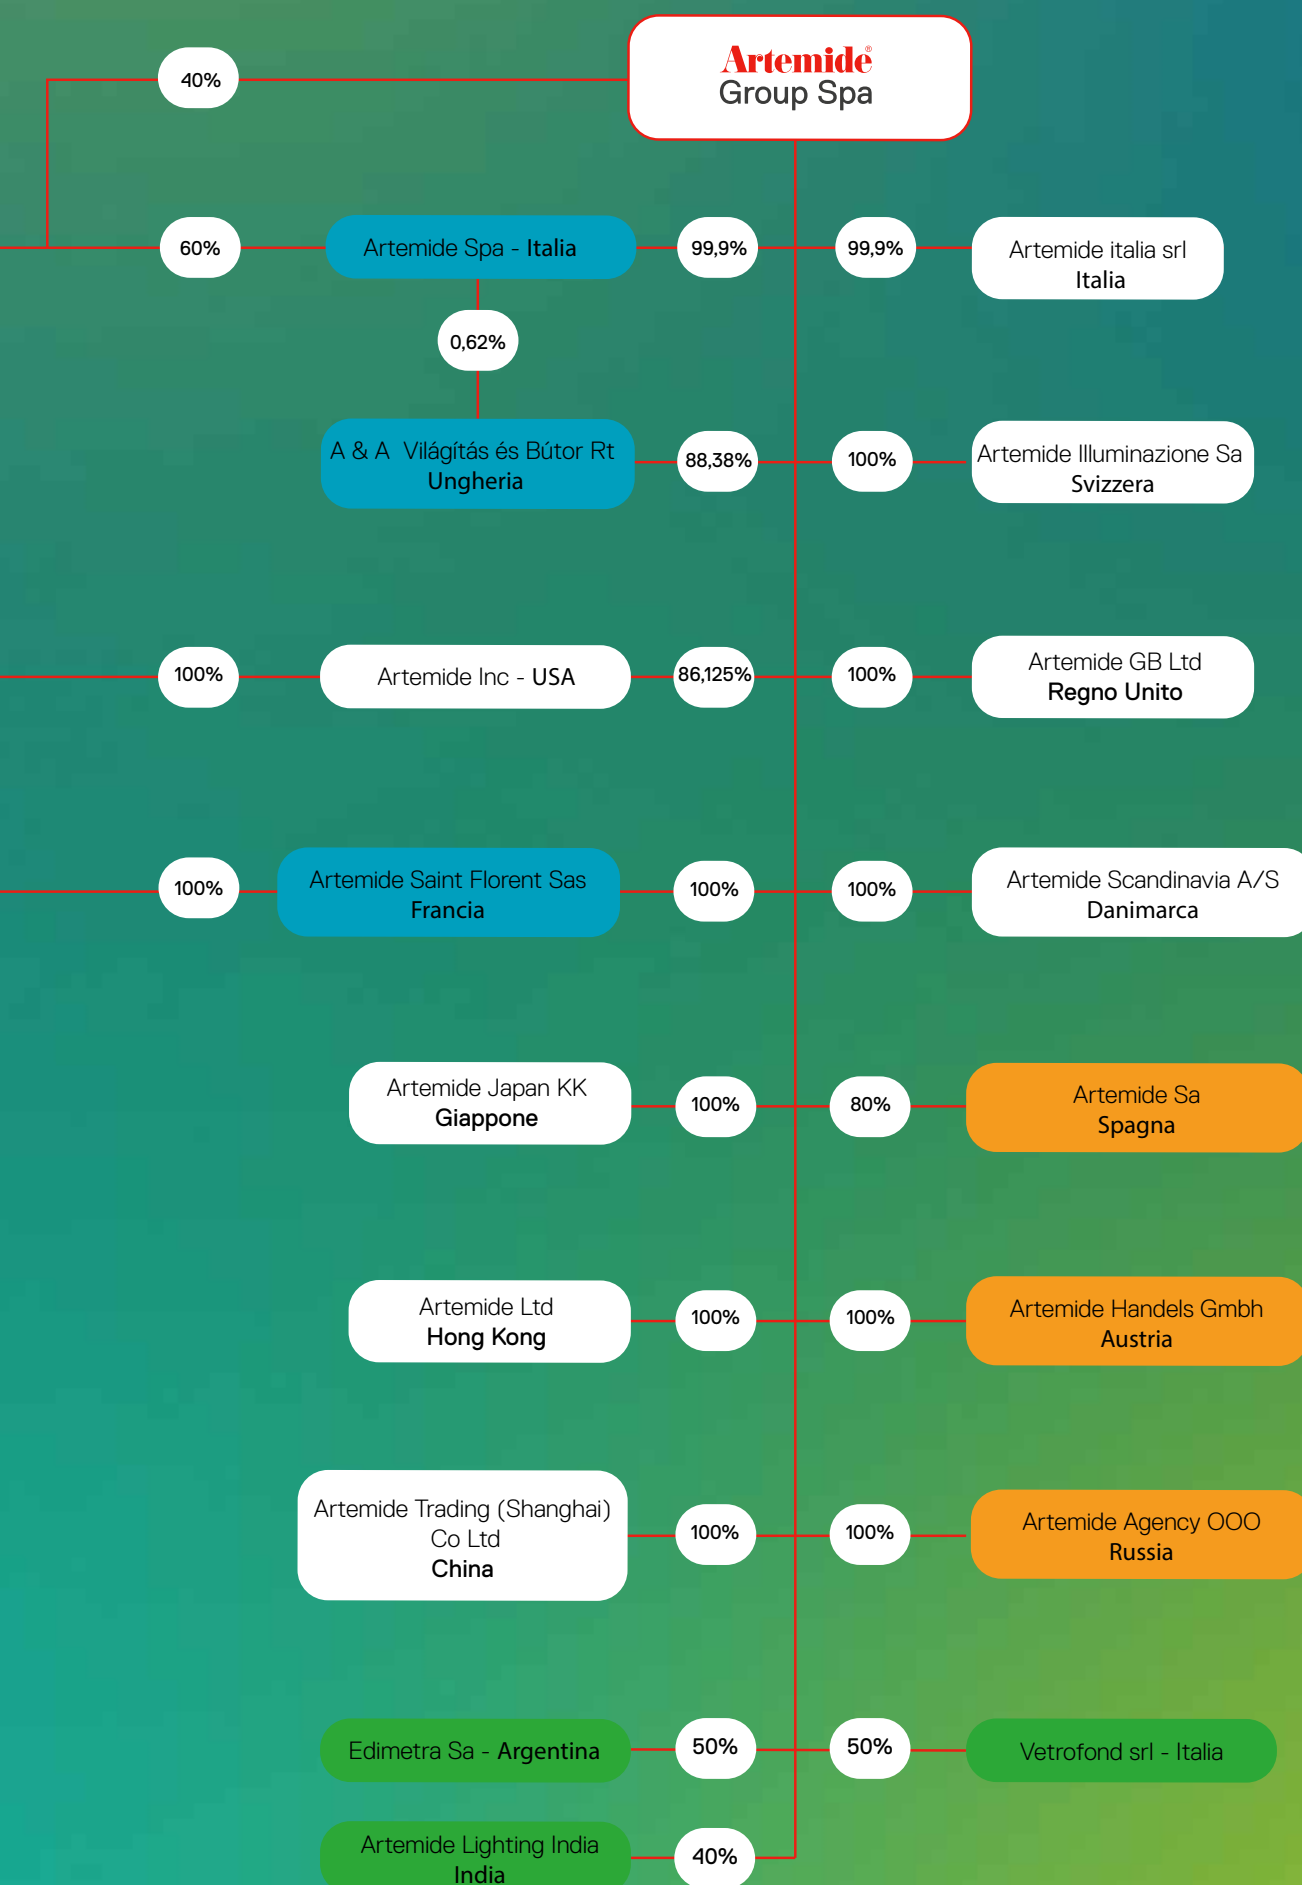 Artemide®
Group Spa
40%
60%
Artemide Spa - Italia
99,9%
99,9%
Artemide italia srl
Italia
0,62%
A & A Világítás és Bútor Rt
Ungheria
88,38%
100%
Artemide Illuminazione Sa
Svizzera
100%
Artemide Inc - USA
86,125%
100%
Artemide GB Ltd
Regno Unito
100%
Artemide Saint Florent Sas
Francia
100%
100%
Artemide Scandinavia A/S
Danimarca
Artemide Japan KK
Giappone
100%
80%
Artemide Sa
Spagna
Artemide Ltd
Hong Kong
100%
100%
Artemide Handels Gmbh
Austria
Artemide Trading (Shanghai)
Co Ltd
China
100%
100%
Artemide Agency OOO
Russia
Edimetra Sa - Argentina
50%
50%
Vetrofond srl - Italia
Artemide Lighting India
India
40%